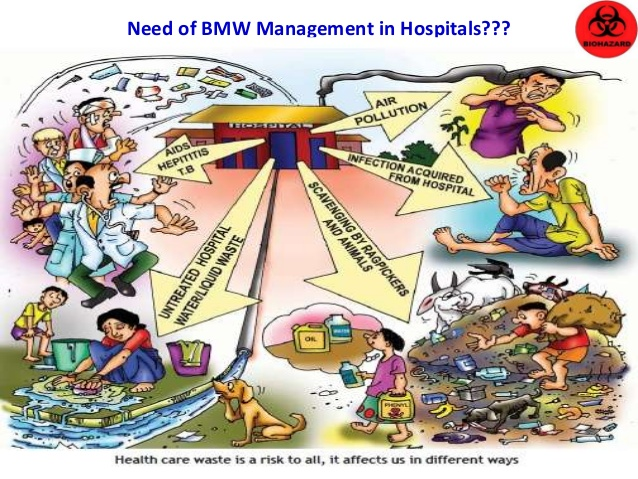 Need of BMW Management in Hospitals???
BIOHAZARD
HOSPITAL
AIR
POLLUTION
AIDS
HEPITITIS
T.B
INFECTION ACQUIRED
FROM HOSPITAL
UNTREATED HOSPITAL
WATER/LIQUID WASTE
SCAVENGING BY RAGPICKERS
AND ANIMALS
OIL
WATER
PHENYL
Health care waste is a risk to all, it affects us in different ways